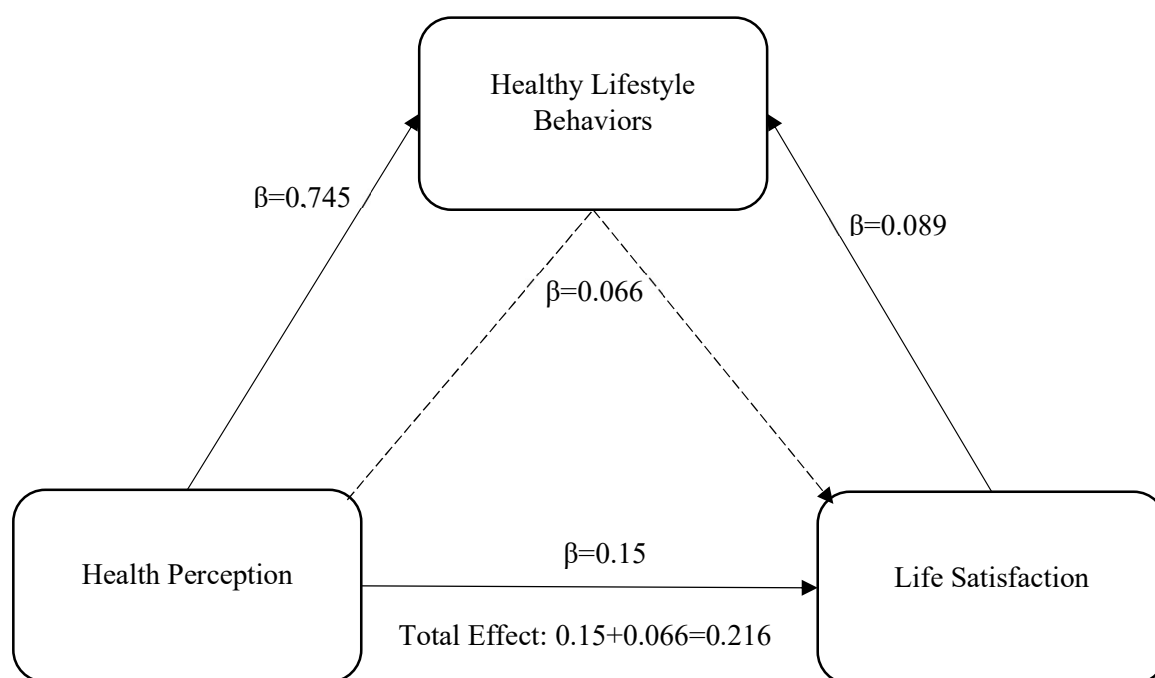 Healthy Lifestyle
Behaviors
β=0.745
β=0.089
β=0.066
β=0.15
Health Perception
Life Satisfaction
Total Effect: 0.15+0.066=0.216